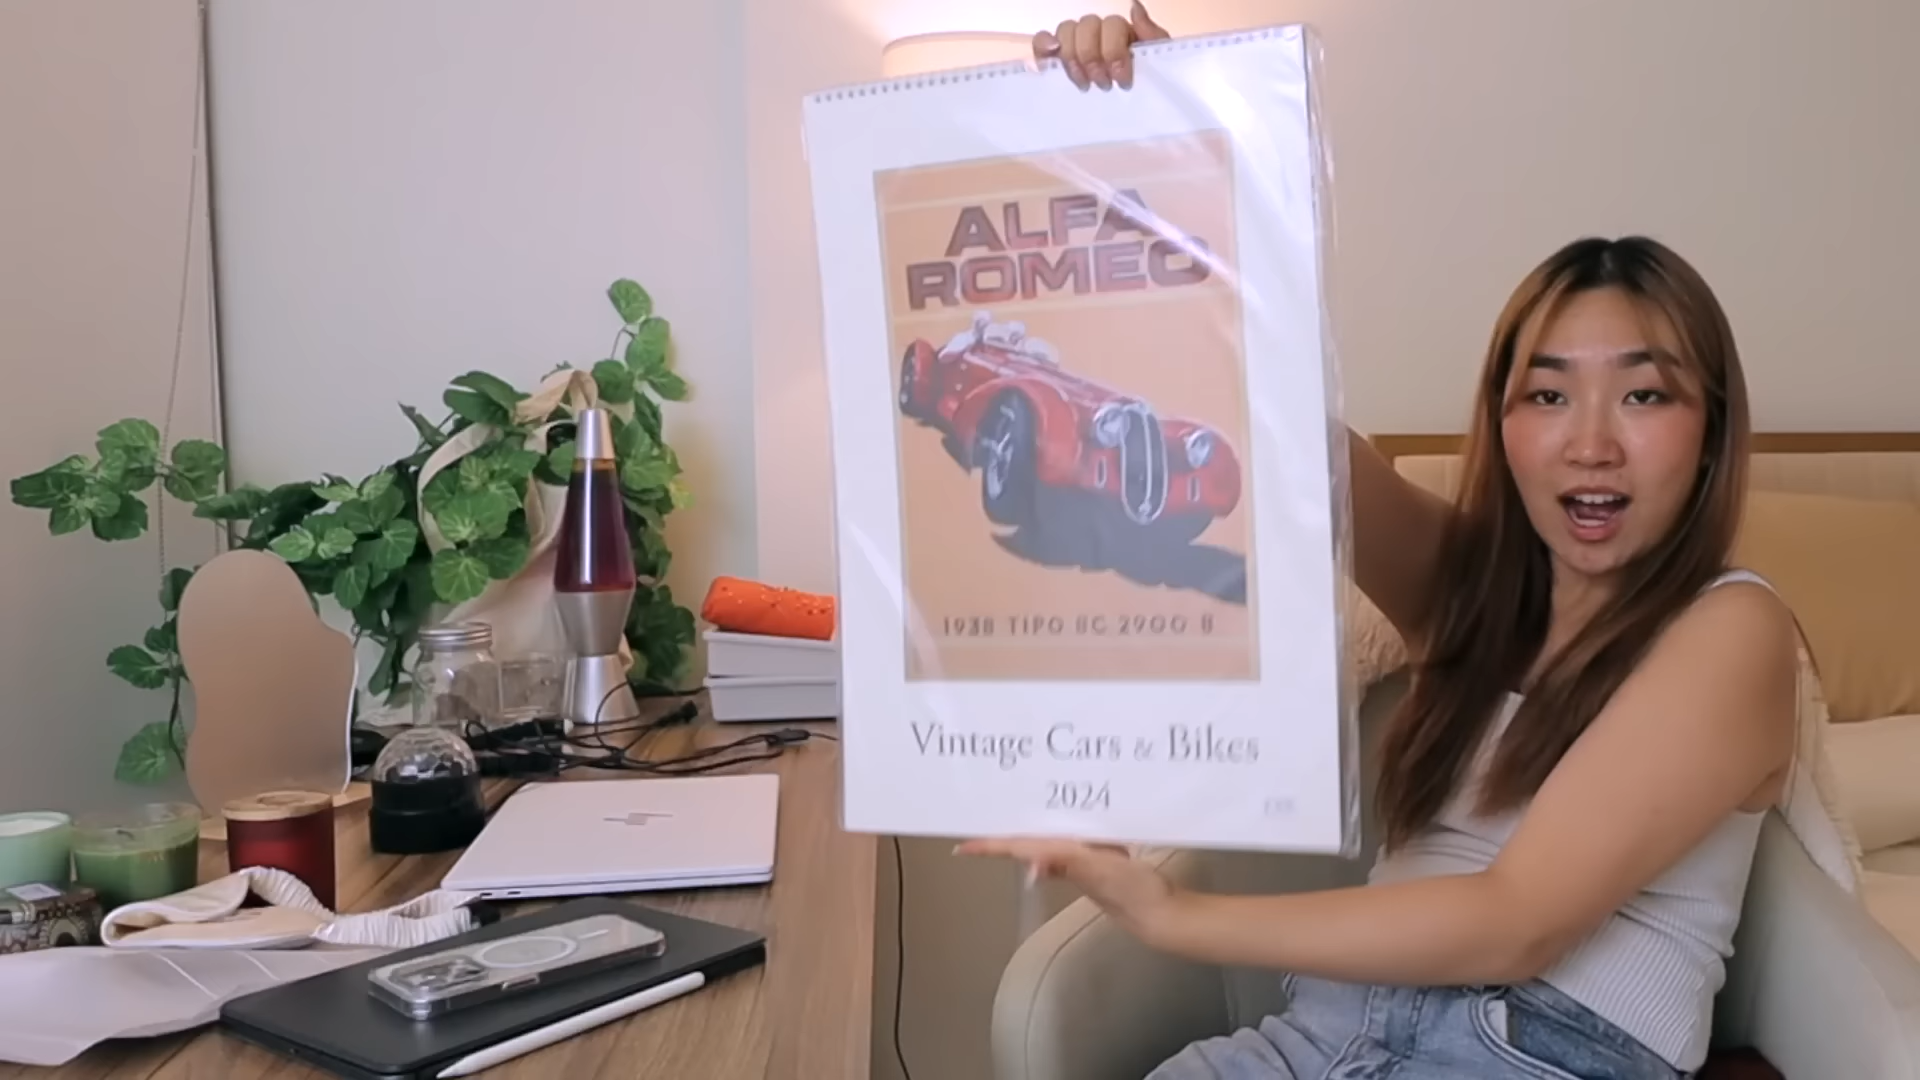 ALFA
ROMEO
1938 TIPO 8C 2900 B
Vintage Cars & Bikes
2024